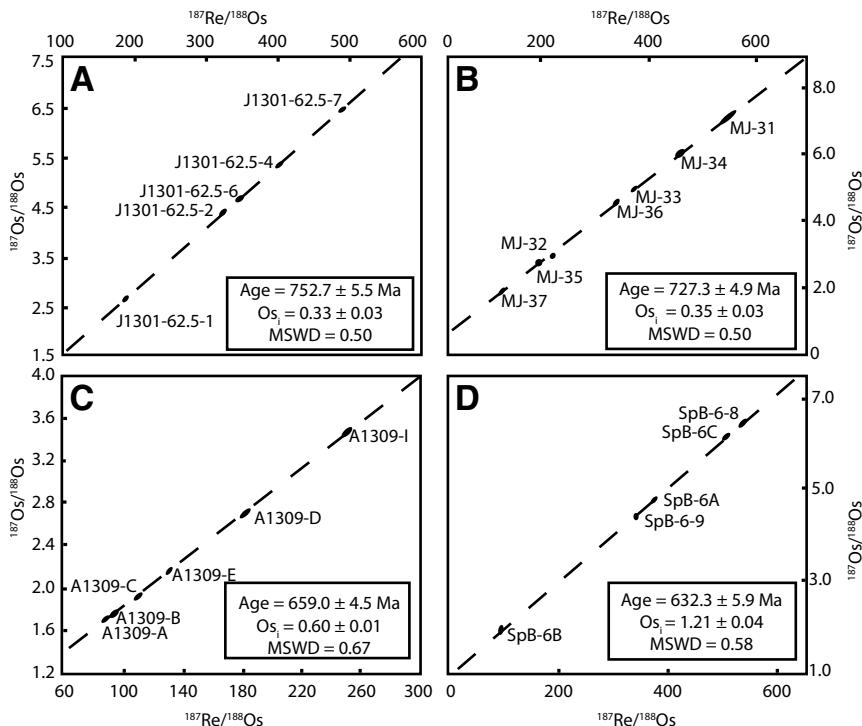 ¹⁸⁷Re/¹⁸⁸Os
¹⁸⁷Re/¹⁸⁸Os
100 200 300 400 500 600
0 200 400 600
A
7.5
6.5
5.5
4.5
3.5
2.5
1.5
¹⁸⁷Os/¹⁸⁸Os
J1301-62.5-7
J1301-62.5-4
J1301-62.5-6
J1301-62.5-2
J1301-62.5-1
Age = 752.7 ± 5.5 Ma
Osᵢ = 0.33 ± 0.03
MSWD = 0.50
B
8.0
6.0
4.0
2.0
0
¹⁸⁷Os/¹⁸⁸Os
MJ-31
MJ-34
MJ-33
MJ-36
MJ-32
MJ-35
MJ-37
Age = 727.3 ± 4.9 Ma
Osᵢ = 0.35 ± 0.03
MSWD = 0.50
C
4.0
3.6
3.2
2.8
2.4
2.0
1.6
1.2
¹⁸⁷Os/¹⁸⁸Os
A1309-I
A1309-D
A1309-E
A1309-C
A1309-B
A1309-A
Age = 659.0 ± 4.5 Ma
Osᵢ = 0.60 ± 0.01
MSWD = 0.67
60 100 140 180 220 260 300
¹⁸⁷Re/¹⁸⁸Os
D
7.0
5.0
3.0
1.0
¹⁸⁷Os/¹⁸⁸Os
SpB-6-8
SpB-6C
SpB-6A
SpB-6-9
SpB-6B
Age = 632.3 ± 5.9 Ma
Osᵢ = 1.21 ± 0.04
MSWD = 0.58
0 200 400 600
¹⁸⁷Re/¹⁸⁸Os